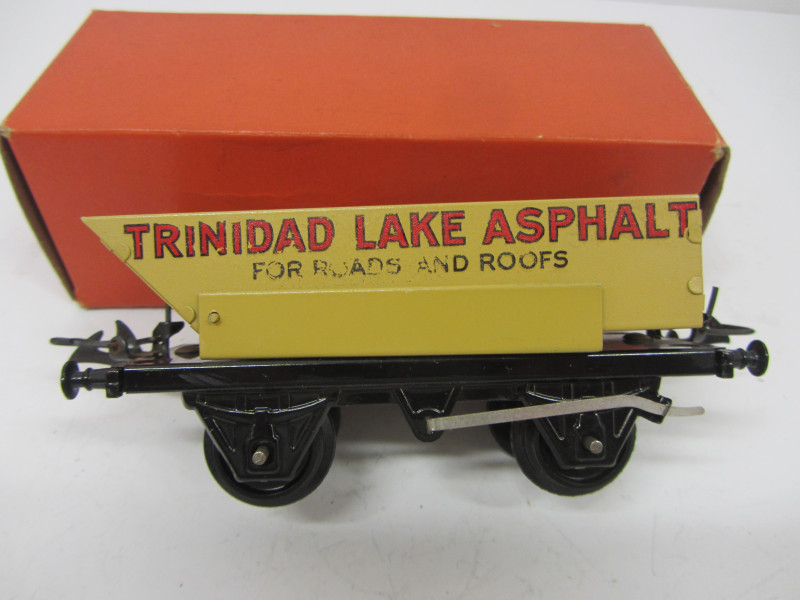 TRINIDAD LAKE ASPHALT
FOR ROADS AND ROOFS